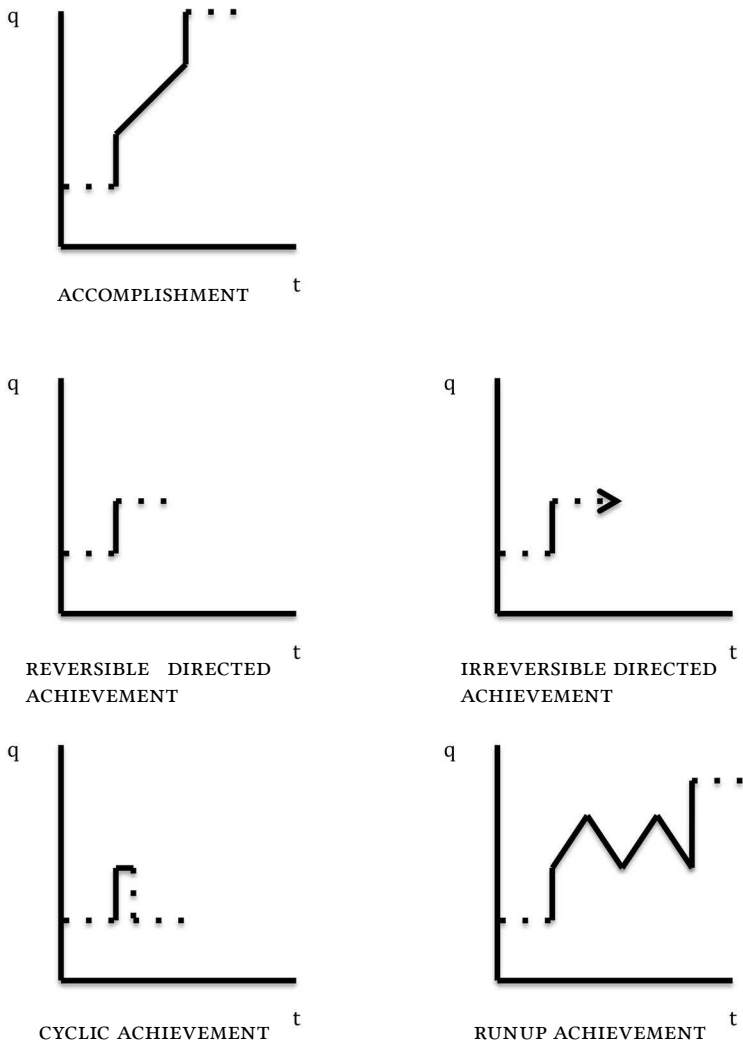 q
t
ACCOMPLISHMENT
q
q
t
t
REVERSIBLE DIRECTED
ACHIEVEMENT
IRREVERSIBLE DIRECTED
ACHIEVEMENT
q
q
t
t
CYCLIC ACHIEVEMENT
RUNUP ACHIEVEMENT